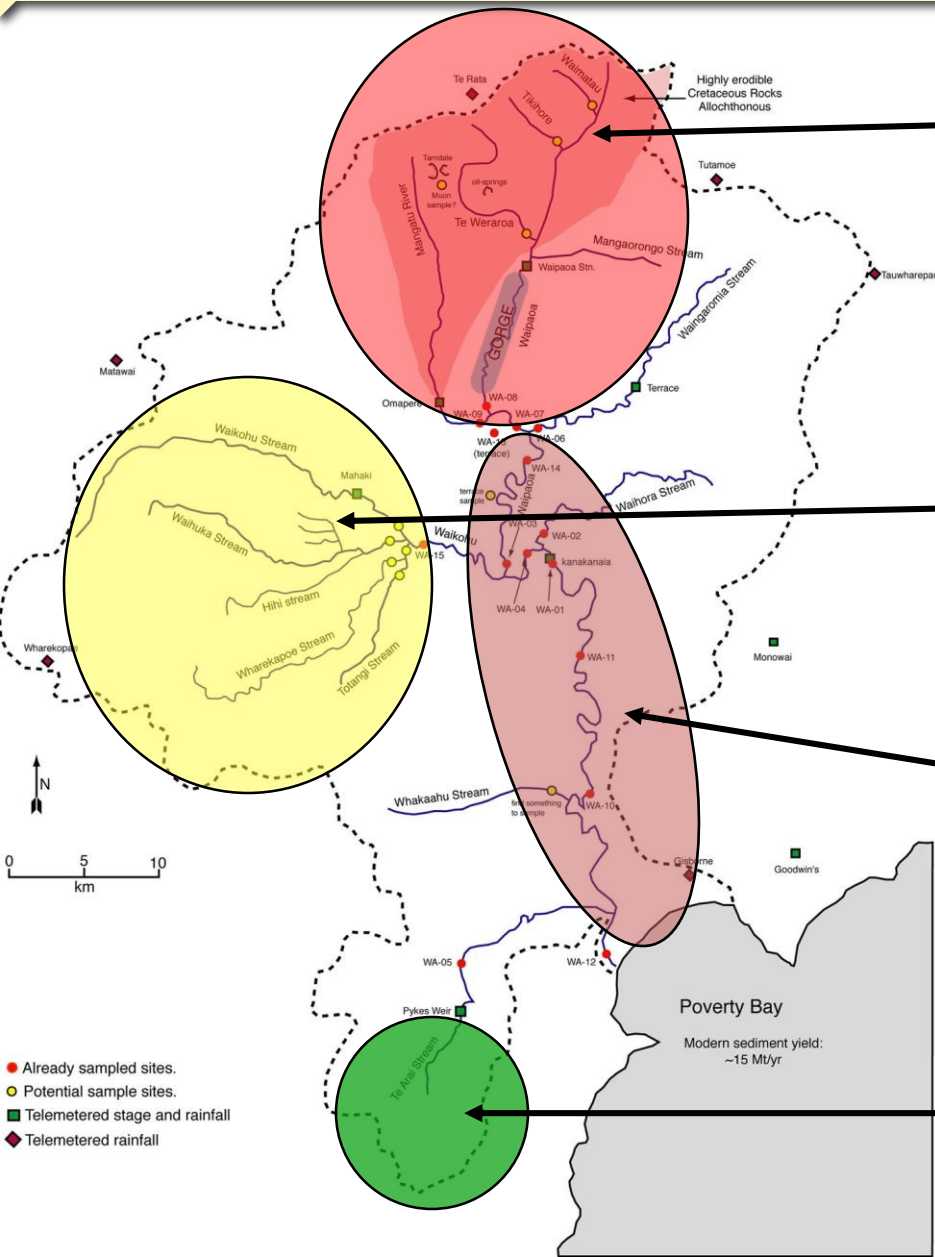 Waimatau
Te Rata
Highly erodible
Cretaceous Rocks
Allochthonous
Tikihore
Tarndale
Muon
sample?
oil-springs
Tutamoe
Mangatu River
Te Weraroa
Mangaorongo Stream
Waipaoa Stn.
Tauwharepar
Waingaromia Stream
GORGE
Waipaoa
Matawai
Terrace
Omapere
WA-08
WA-09
WA-07
WA-06
(terrace)
WA-14
Waikohu Stream
Mahaki
terrace
sample
Waipaoa
Waihora Stream
Waihuka Stream
WA-03
WA-02
Waikohu
WA-15
kanakanaia
WA-04
WA-01
Hihi stream
Wharekapoe Stream
Totangi Stream
Wharekopae
WA-11
Monowai
N
Whakaahu Stream
find something
to sample
WA-10
0 5 10
km
Gisborne
Goodwin's
WA-05
WA-12
Pykes Weir
Te Arai Stream
Poverty Bay
Modern sediment yield:
~15 Mt/yr
Already sampled sites.
Potential sample sites.
Telemetered stage and rainfall
Telemetered rainfall